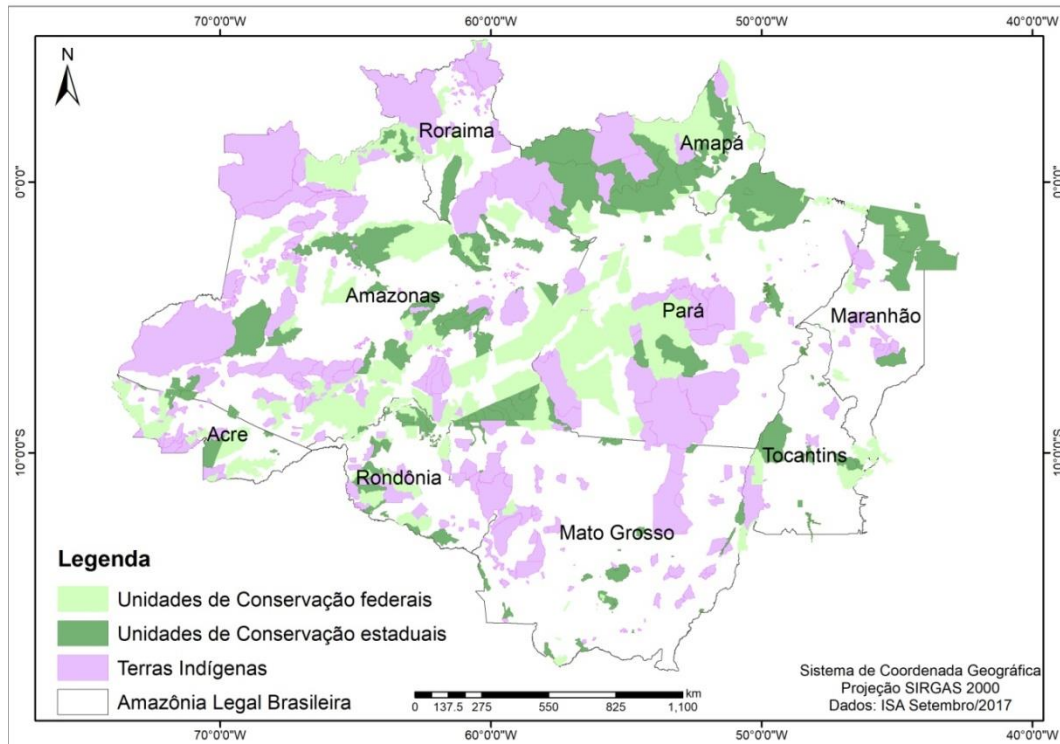 70°0'0"W 60°0'0"W 50°0'0"W 40°0'0"W
N
Roraima
Amapá
0°0'0" 0°0'0"
Amazonas
Pará
Maranhão
Acre
10°0'0"S 10°0'0"S
Tocantins
Rondônia
Mato Grosso
Legenda
Unidades de Conservação federais
Unidades de Conservação estaduais
Terras Indígenas
Amazônia Legal Brasileira
km
0 137.5 275 550 825 1,100
Sistema de Coordenada Geográfica
Projeção SIRGAS 2000
Dados: ISA Setembro/2017
70°0'0"W 60°0'0"W 50°0'0"W 40°0'0"W